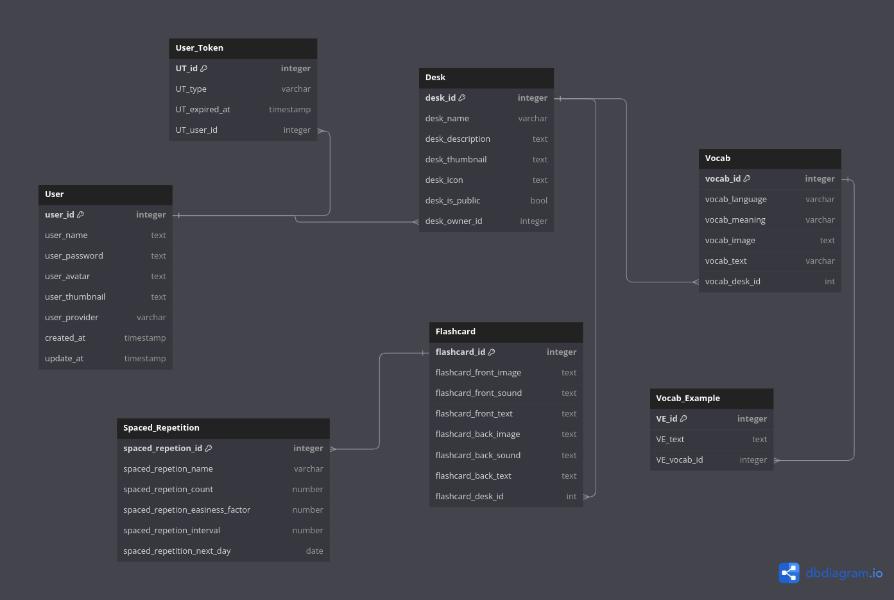 User_Token
UT_id integer
UT_type varchar
UT_expired_at timestamp
UT_user_id integer
Desk
desk_id integer
desk_name varchar
desk_description text
desk_thumbnail text
desk_icon text
desk_is_public bool
desk_owner_id integer
Vocab
vocab_id integer
vocab_language varchar
vocab_meaning varchar
vocab_image text
vocab_text varchar
vocab_desk_id int
User
user_id integer
user_name text
user_password text
user_avatar text
user_thumbnail text
user_provider varchar
created_at timestamp
update_at timestamp
Flashcard
flashcard_id integer
flashcard_front_image text
flashcard_front_sound text
flashcard_front_text text
flashcard_back_image text
flashcard_back_sound text
flashcard_back_text text
flashcard_desk_id int
Vocab_Example
VE_id integer
VE_text text
VE_vocab_id integer
Spaced_Repetition
spaced_repetion_id integer
spaced_repetion_name varchar
spaced_repetion_count number
spaced_repetion_easiness_factor number
spaced_repetion_interval number
spaced_repetition_next_day date
dbdiagram.io